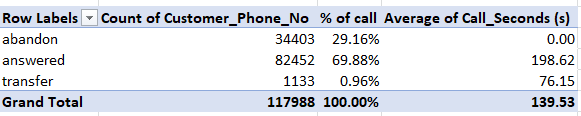 Row Labels Count of Customer_Phone_No % of call Average of Call_Seconds (s)
abandon 34403 29.16% 0.00
answered 82452 69.88% 198.62
transfer 1133 0.96% 76.15
Grand Total 117988 100.00% 139.53